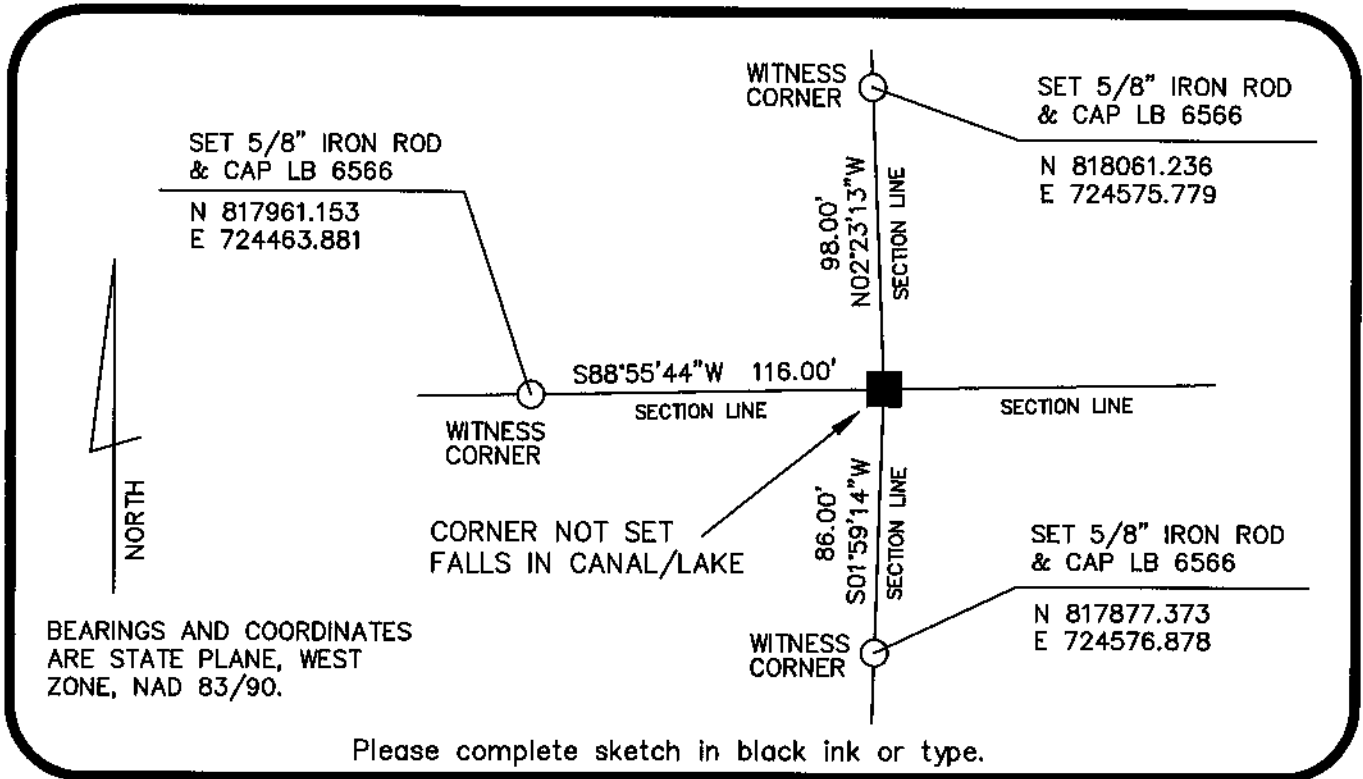 WITNESS
CORNER
SET 5/8" IRON ROD
& CAP LB 6566
N 818061.236
E 724575.779
SET 5/8" IRON ROD
& CAP LB 6566
N 817961.153
E 724463.881
98.00'
N02°23'13"W
SECTION LINE
S88°55'44"W 116.00'
SECTION LINE
SECTION LINE
WITNESS
CORNER
NORTH
CORNER NOT SET
FALLS IN CANAL/LAKE
86.00'
S01°59'14"W
SECTION LINE
SET 5/8" IRON ROD
& CAP LB 6566
N 817877.373
E 724576.878
WITNESS
CORNER
BEARINGS AND COORDINATES
ARE STATE PLANE, WEST
ZONE, NAD 83/90.
Please complete sketch in black ink or type.